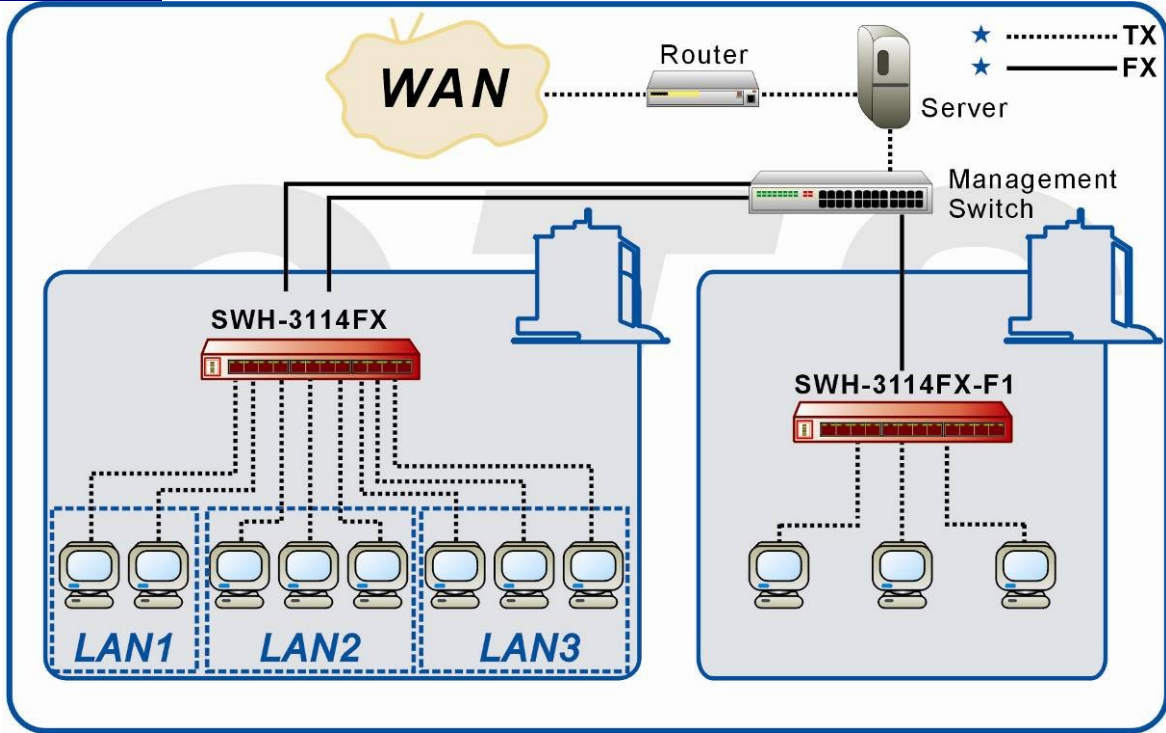 WAN
Router
Server
TX
FX
Management
Switch
SWH-3114FX
SWH-3114FX-F1
LAN1
LAN2
LAN3